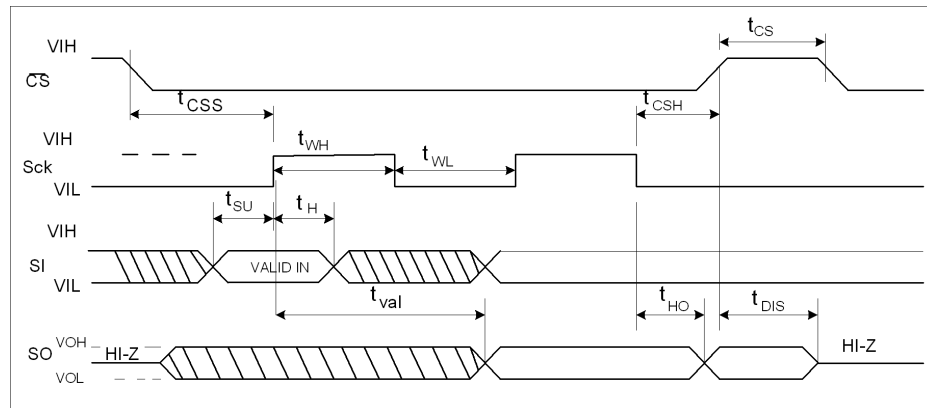 VIH
tCS
CS
tCSS
tCSH
VIH
tWH
Sck
tWL
VIL
tSU
tH
VIH
SI
VALID IN
VIL
tval
tHO
tDIS
VOH
SO
HI-Z
HI-Z
VOL